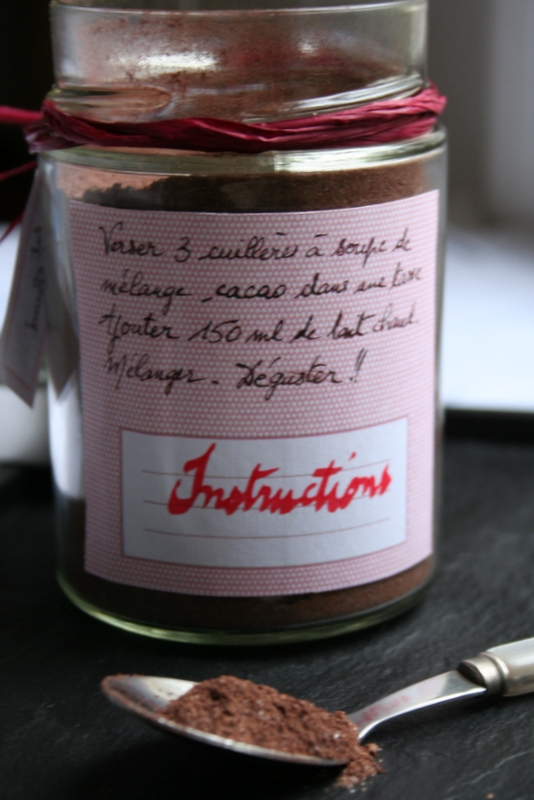 Verser 3 cuillères à soupe de
mélange cacao dans une tasse
Ajouter 150 ml de lait chaud.
Mélanger. Déguster !!
Instructions